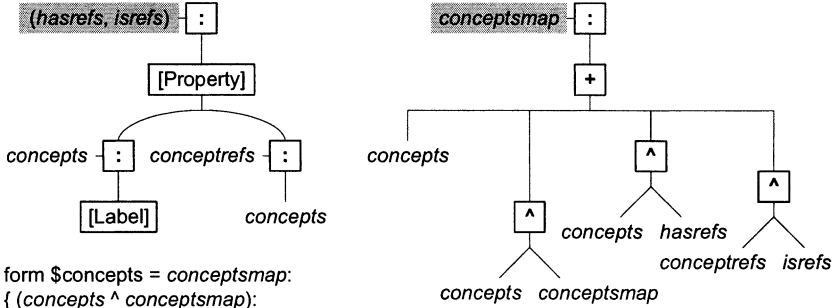 (hasrefs, isrefs) :
[Property]
concepts : conceptrefs :
[Label] concepts
conceptsmap :
+
concepts
^
^
^
concepts hasrefs
conceptrefs isrefs
concepts conceptsmap
form $concepts = conceptsmap:
{ (concepts ^ conceptsmap):